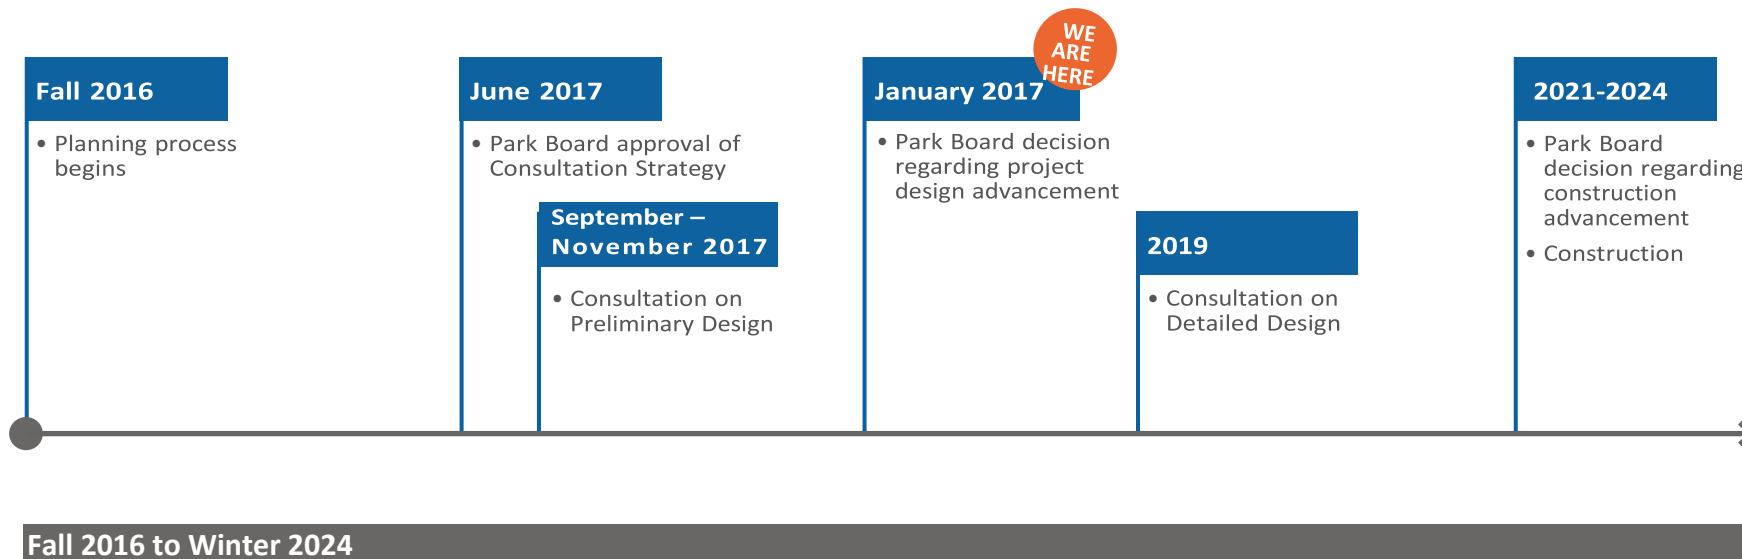 WE
ARE
HERE
Fall 2016
• Planning process
begins
June 2017
• Park Board approval of
Consultation Strategy
September –
November 2017
• Consultation on
Preliminary Design
January 2017
• Park Board decision
regarding project
design advancement
2019
• Consultation on
Detailed Design
2021-2024
• Park Board
decision regarding
construction
advancement
• Construction
Fall 2016 to Winter 2024